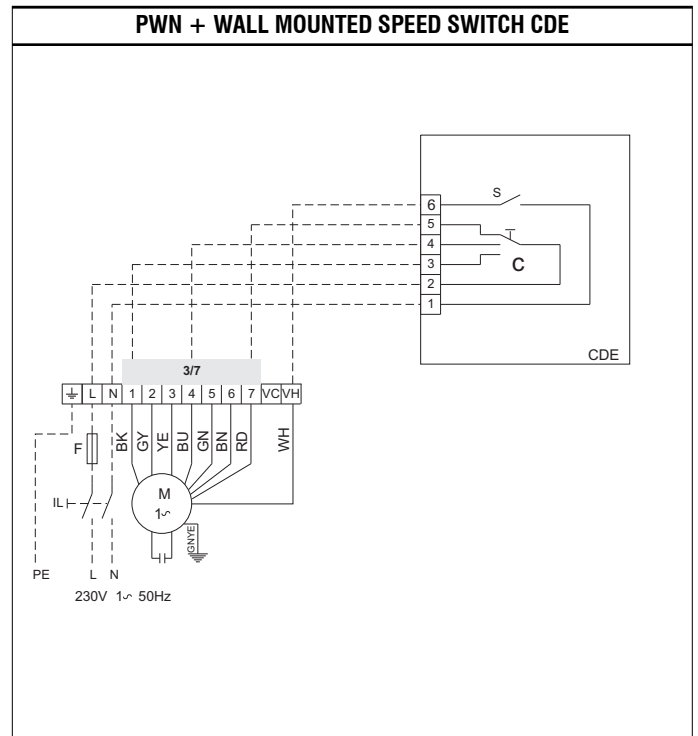 PWN + WALL MOUNTED SPEED SWITCH CDE
S
6
5
4
3
2
1
T
C
CDE
3/7
L N 1 2 3 4 5 6 7 VC VH
F
BK GY YE BU GN BN RD WH
IL
M
1~
GNYE
PE L N
230V 1~ 50Hz